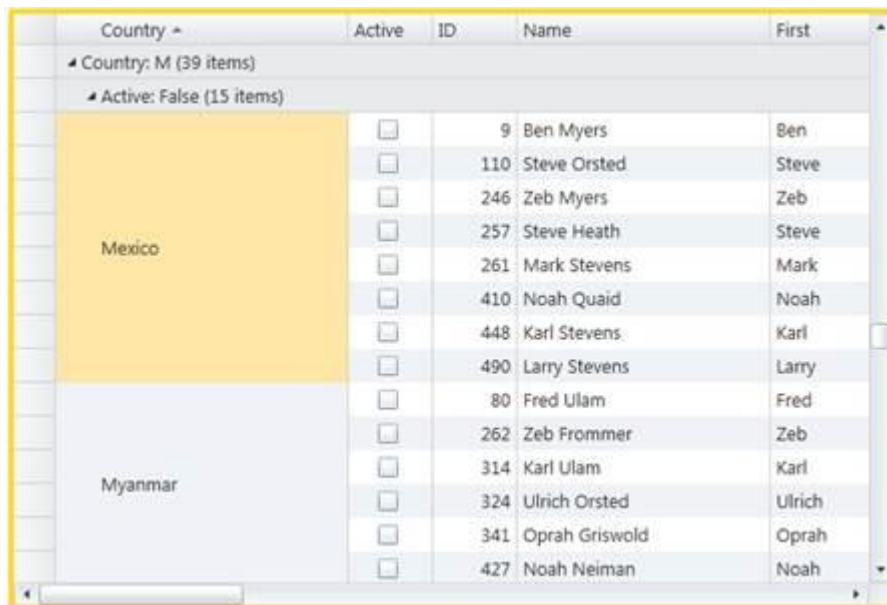 Country Active ID Name First
Country: M (39 items)
Active: False (15 items)
9 Ben Myers Ben
110 Steve Orsted Steve
246 Zeb Myers Zeb
257 Steve Heath Steve
Mexico
261 Mark Stevens Mark
410 Noah Quaid Noah
448 Karl Stevens Karl
490 Larry Stevens Larry
80 Fred Ulam Fred
262 Zeb Frommer Zeb
314 Karl Ulam Karl
Myanmar
324 Ulrich Orsted Ulrich
341 Oprah Griswold Oprah
427 Noah Neiman Noah